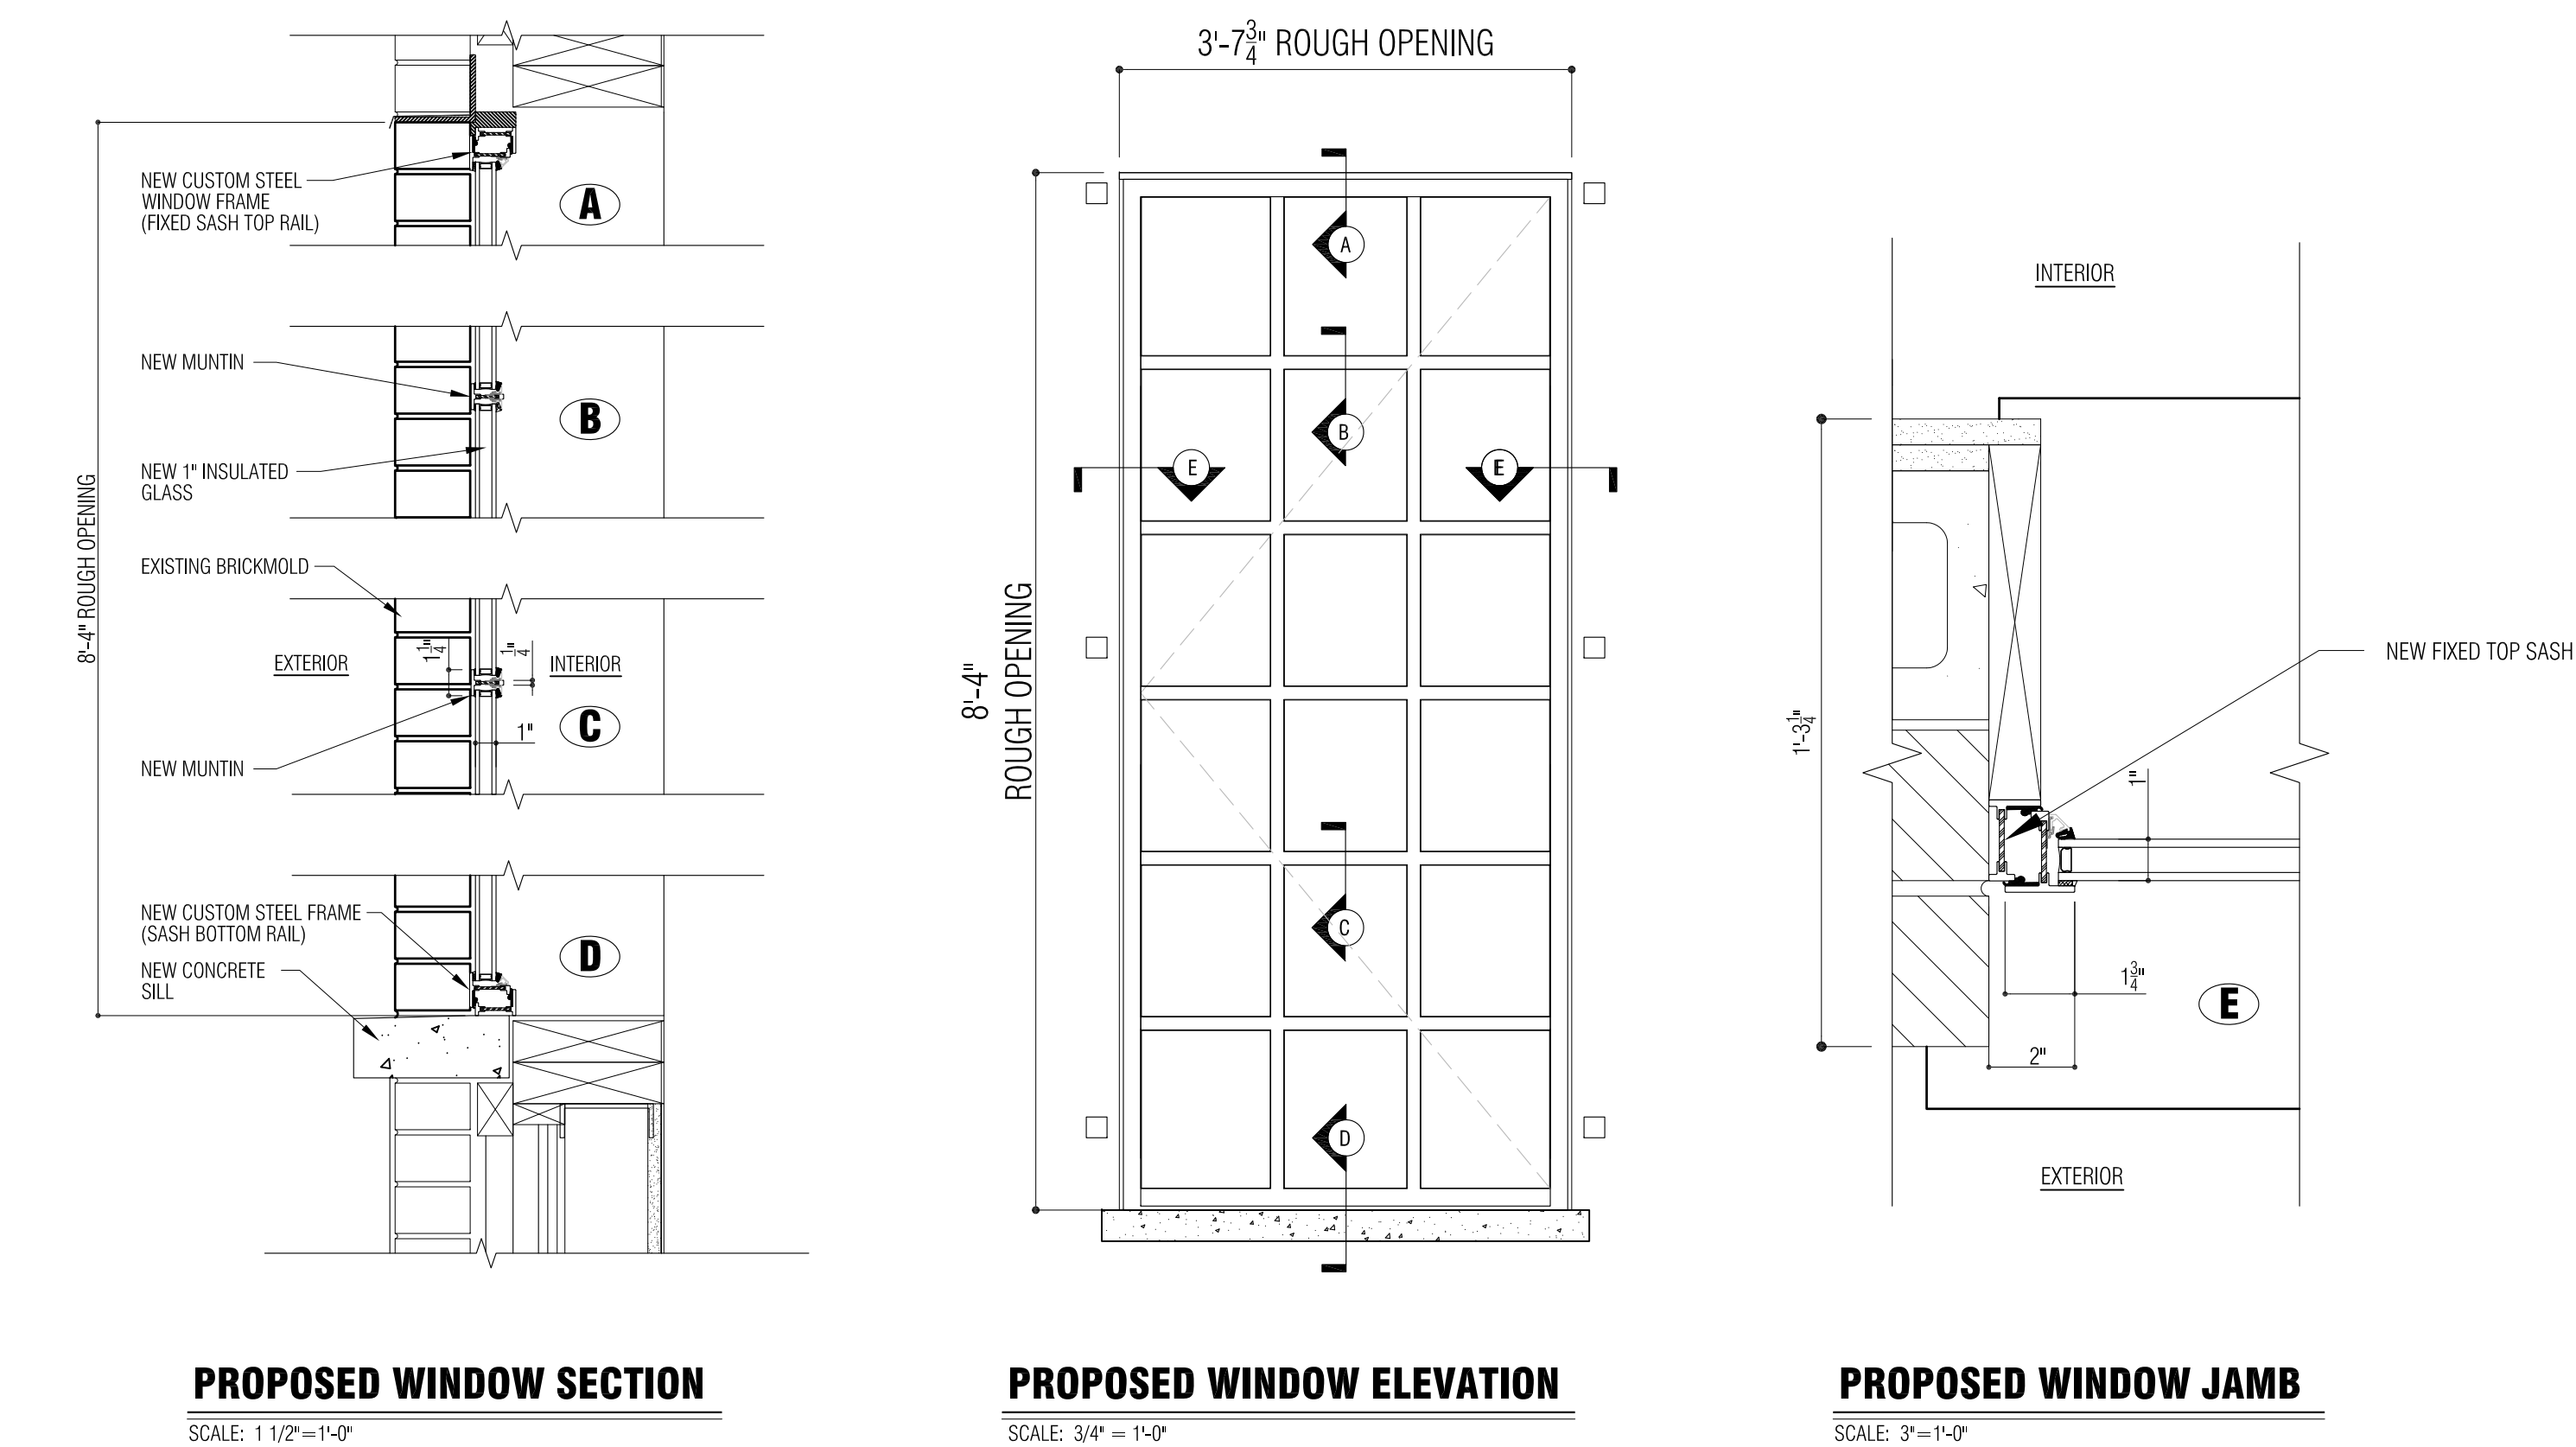 NEW CUSTOM STEEL
WINDOW FRAME
(FIXED SASH TOP RAIL)
A
NEW MUNTIN
B
NEW 1" INSULATED
GLASS
8'-4" ROUGH OPENING
EXISTING BRICKMOLD
EXTERIOR
1 1/4"
1/4"
INTERIOR
C
1"
NEW MUNTIN
NEW CUSTOM STEEL FRAME
(SASH BOTTOM RAIL)
D
NEW CONCRETE
SILL
PROPOSED WINDOW SECTION
SCALE: 1 1/2"=1'-0"
3'-7 3/4" ROUGH OPENING
A
B
E
E
8'-4"
ROUGH OPENING
C
D
PROPOSED WINDOW ELEVATION
SCALE: 3/4" = 1'-0"
INTERIOR
NEW FIXED TOP SASH
1'-3 1/4"
1"
1 3/4"
E
2"
EXTERIOR
PROPOSED WINDOW JAMB
SCALE: 3"=1'-0"